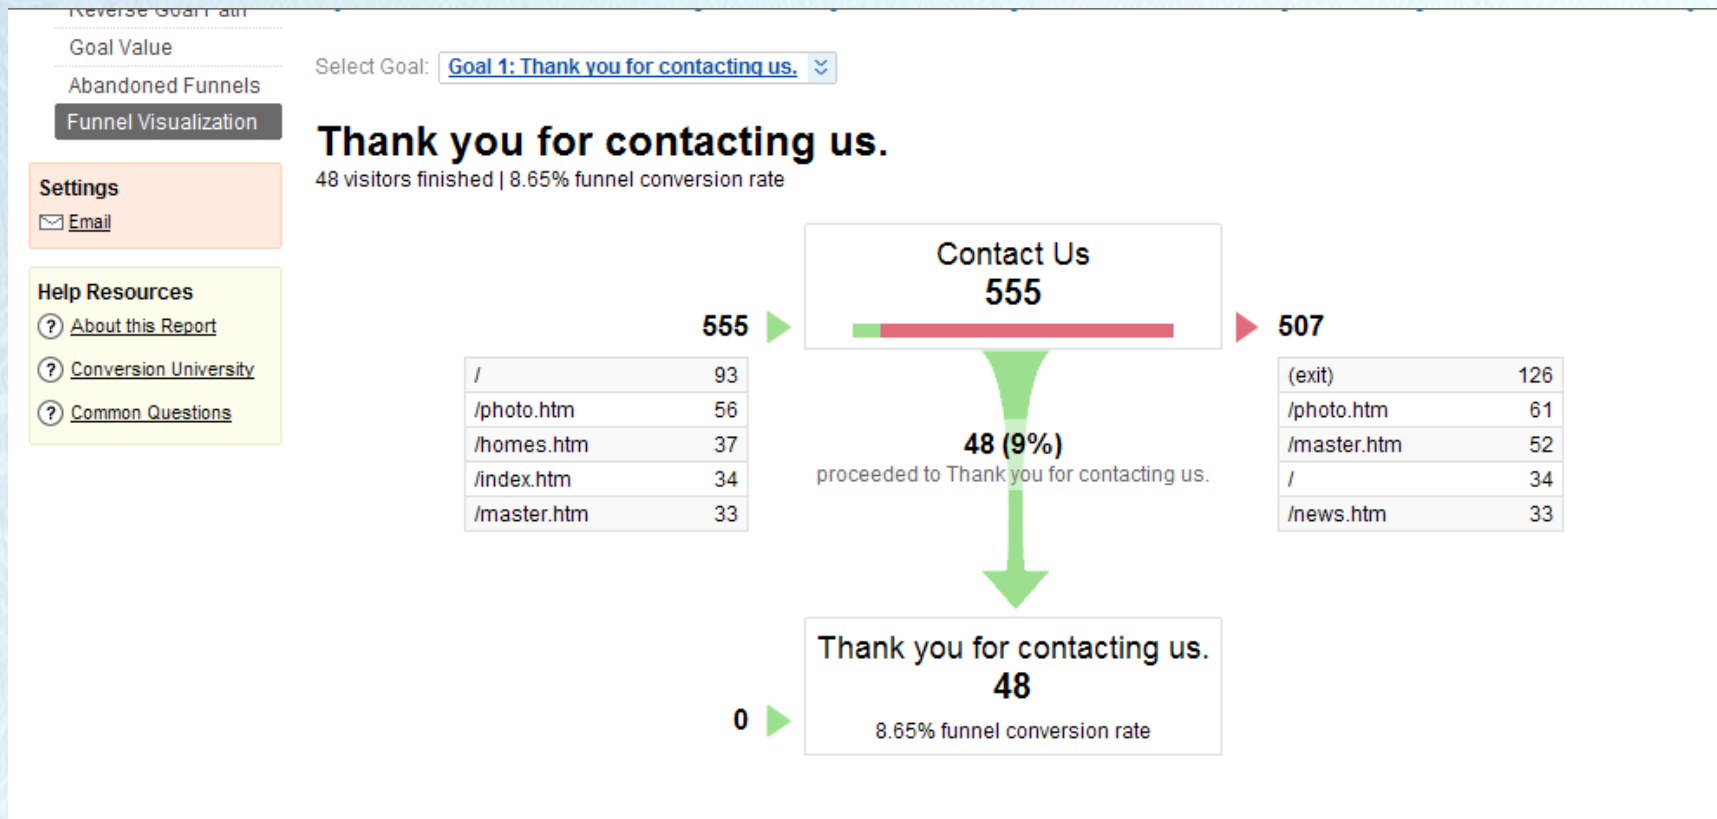 Reverse Goal Path
Goal Value
Abandoned Funnels
Funnel Visualization
Settings
Email
Help Resources
? About this Report
? Conversion University
? Common Questions
Select Goal: Goal 1: Thank you for contacting us.
Thank you for contacting us.
48 visitors finished | 8.65% funnel conversion rate
Contact Us
555
555
/ 93
/photo.htm 56
/homes.htm 37
/index.htm 34
/master.htm 33
507
(exit) 126
/photo.htm 61
/master.htm 52
/ 34
/news.htm 33
48 (9%)
proceeded to Thank you for contacting us.
Thank you for contacting us.
48
0
8.65% funnel conversion rate